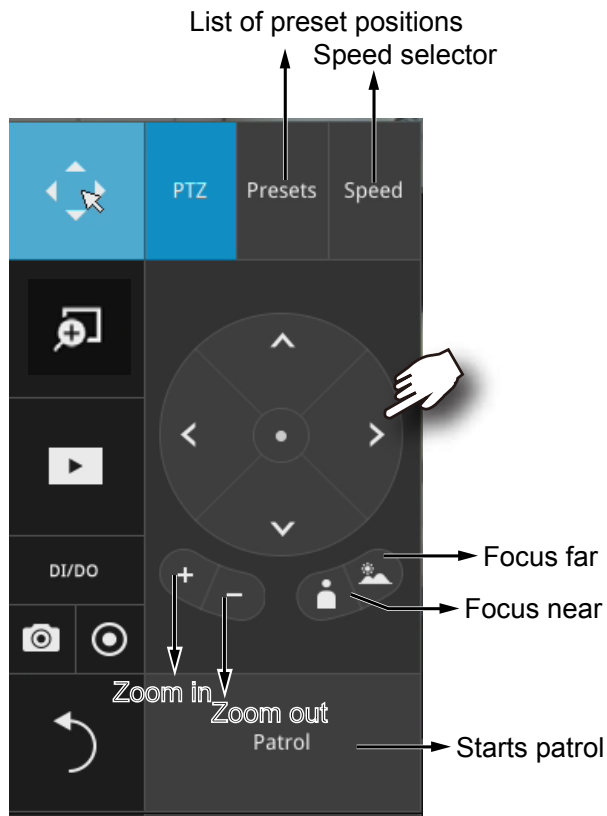 List of preset positions
Speed selector
PTZ
Presets
Speed
DI/DO
Focus far
Focus near
Zoom in
Zoom out
Patrol
Starts patrol